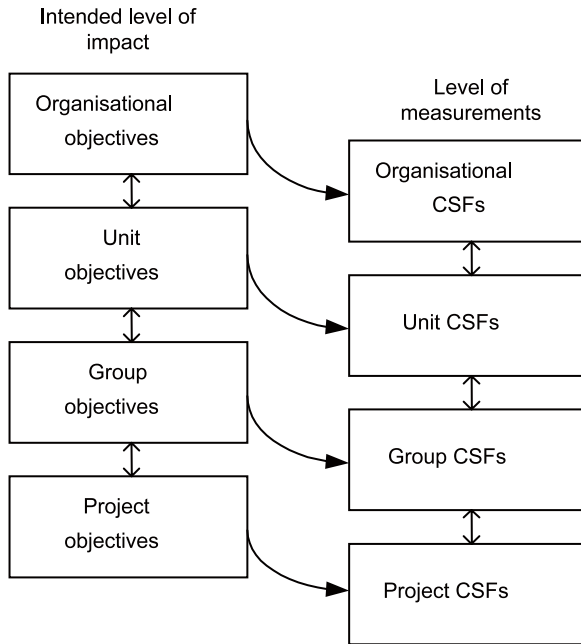 Intended level of
impact
Organisational
objectives
Unit
objectives
Group
objectives
Project
objectives
Level of
measurements
Organisational
CSFs
Unit CSFs
Group CSFs
Project CSFs